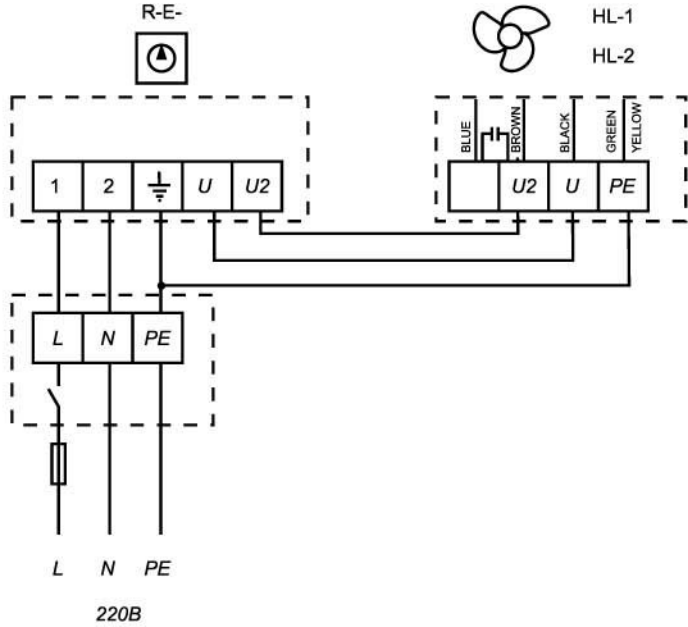 R-E-
HL-1
HL-2
BLUE
BROWN
BLACK
GREEN
YELLOW
1 2 U U2
U2 U PE
L N PE
L N PE
220В